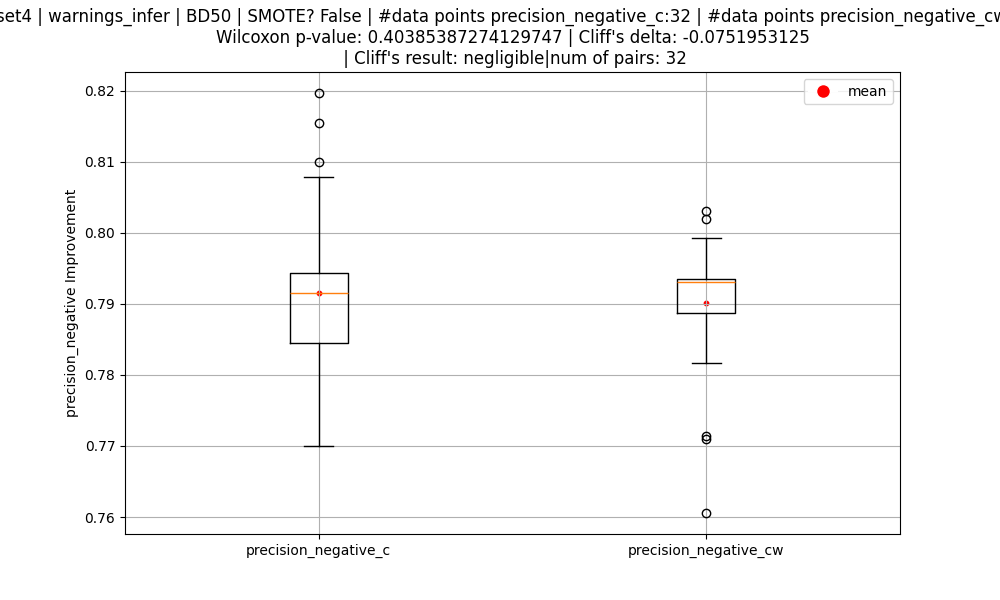 set4 | warnings_infer | BD50 | SMOTE? False | #data points precision_negative_c:32 | #data points precision_negative_cw
Wilcoxon p-value: 0.40385387274129747 | Cliff's delta: -0.0751953125
| Cliff's result: negligible|num of pairs: 32
mean
0.82
0.81
0.80
0.79
0.78
0.77
0.76
precision_negative Improvement
precision_negative_c
precision_negative_cw